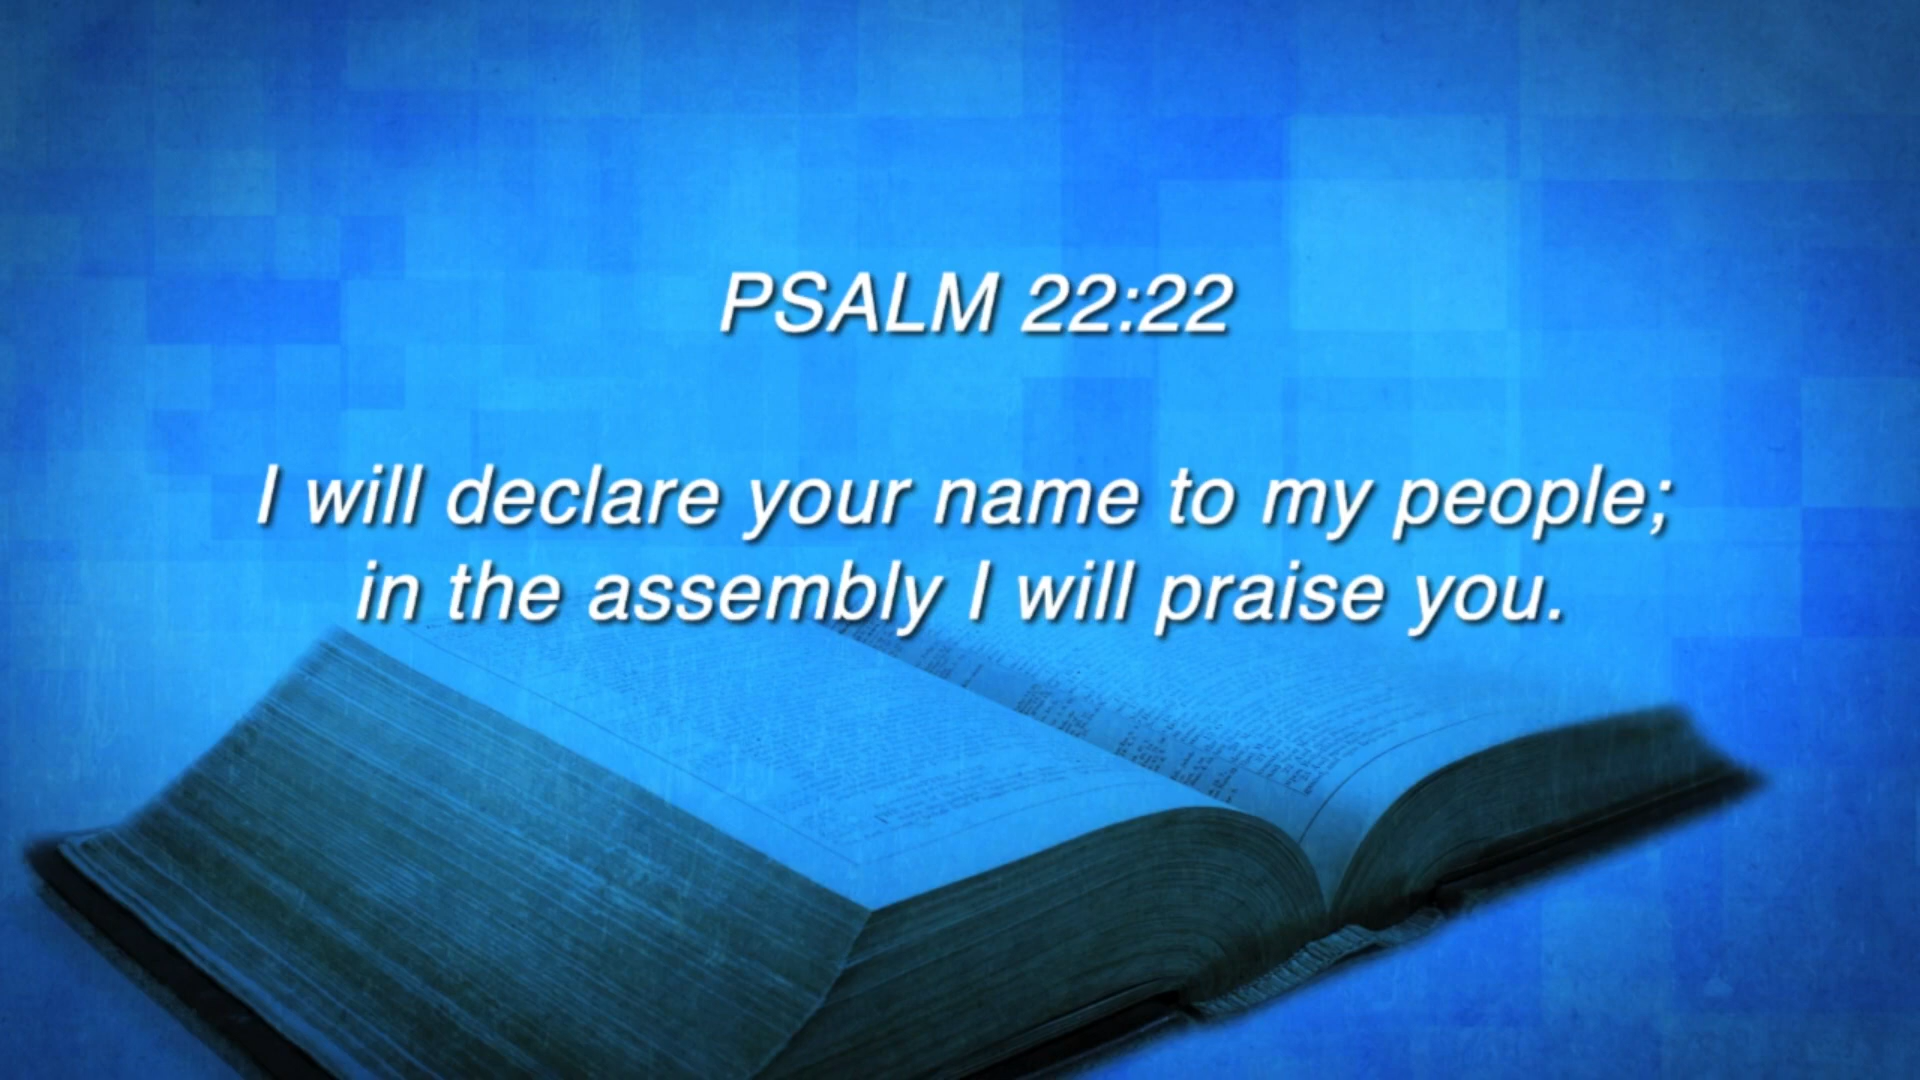 PSALM 22:22
I will declare your name to my people;
in the assembly I will praise you.